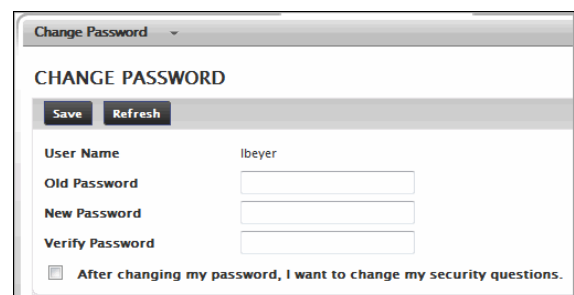 Change Password
CHANGE PASSWORD
Save Refresh
User Name lbeyer
Old Password
New Password
Verify Password
After changing my password, I want to change my security questions.